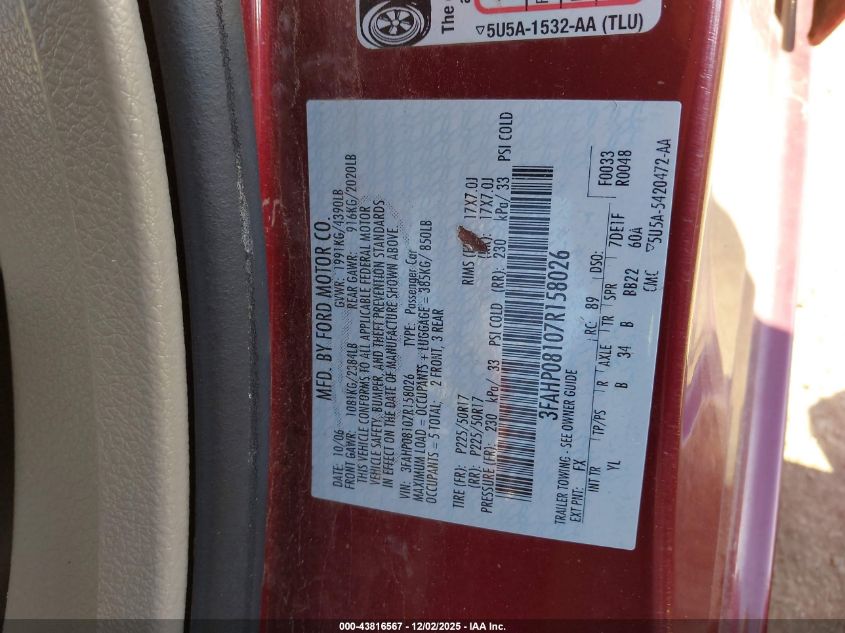 The
5U5A-1532-AA (TLU)
MFD. BY FORD MOTOR CO.
DATE: 10/06 GVWR: 1991KG/4390LB
FRONT GAWR: 1081KG/2384LB REAR GAWR: 916KG/2020LB
THIS VEHICLE CONFORMS TO ALL APPLICABLE FEDERAL MOTOR
VEHICLE SAFETY, BUMPER, AND THEFT PREVENTION STANDARDS
IN EFFECT ON THE DATE OF MANUFACTURE SHOWN ABOVE.
VIN: 3FAHP08107R158026 TYPE: Passenger Car
MAXIMUM LOAD = OCCUPANTS + LUGGAGE = 385KG/ 850LB
OCCUPANTS = 5 TOTAL: 2 FRONT, 3 REAR
TIRE (FR): P225/50R17 RIMS 17X7.0J
(RR): P225/50R17 17X7.0J
PRESSURE (FR): 230 kPa/ 33 PSI COLD (RR): 230 kPa/ 33 PSI COLD
3FAHP08107R158026
TRAILER TOWING - SEE OWNER GUIDE
EXT PNT: FX RC: 89 DSO: F0033
R0048
INT TR TP/PS R AXLE TR SPR 7DE1F
YL B 34 B BB22 60A
CIMC 5U5A-5420472-AA
000-43816567 - 12/02/2025 - IAA Inc.